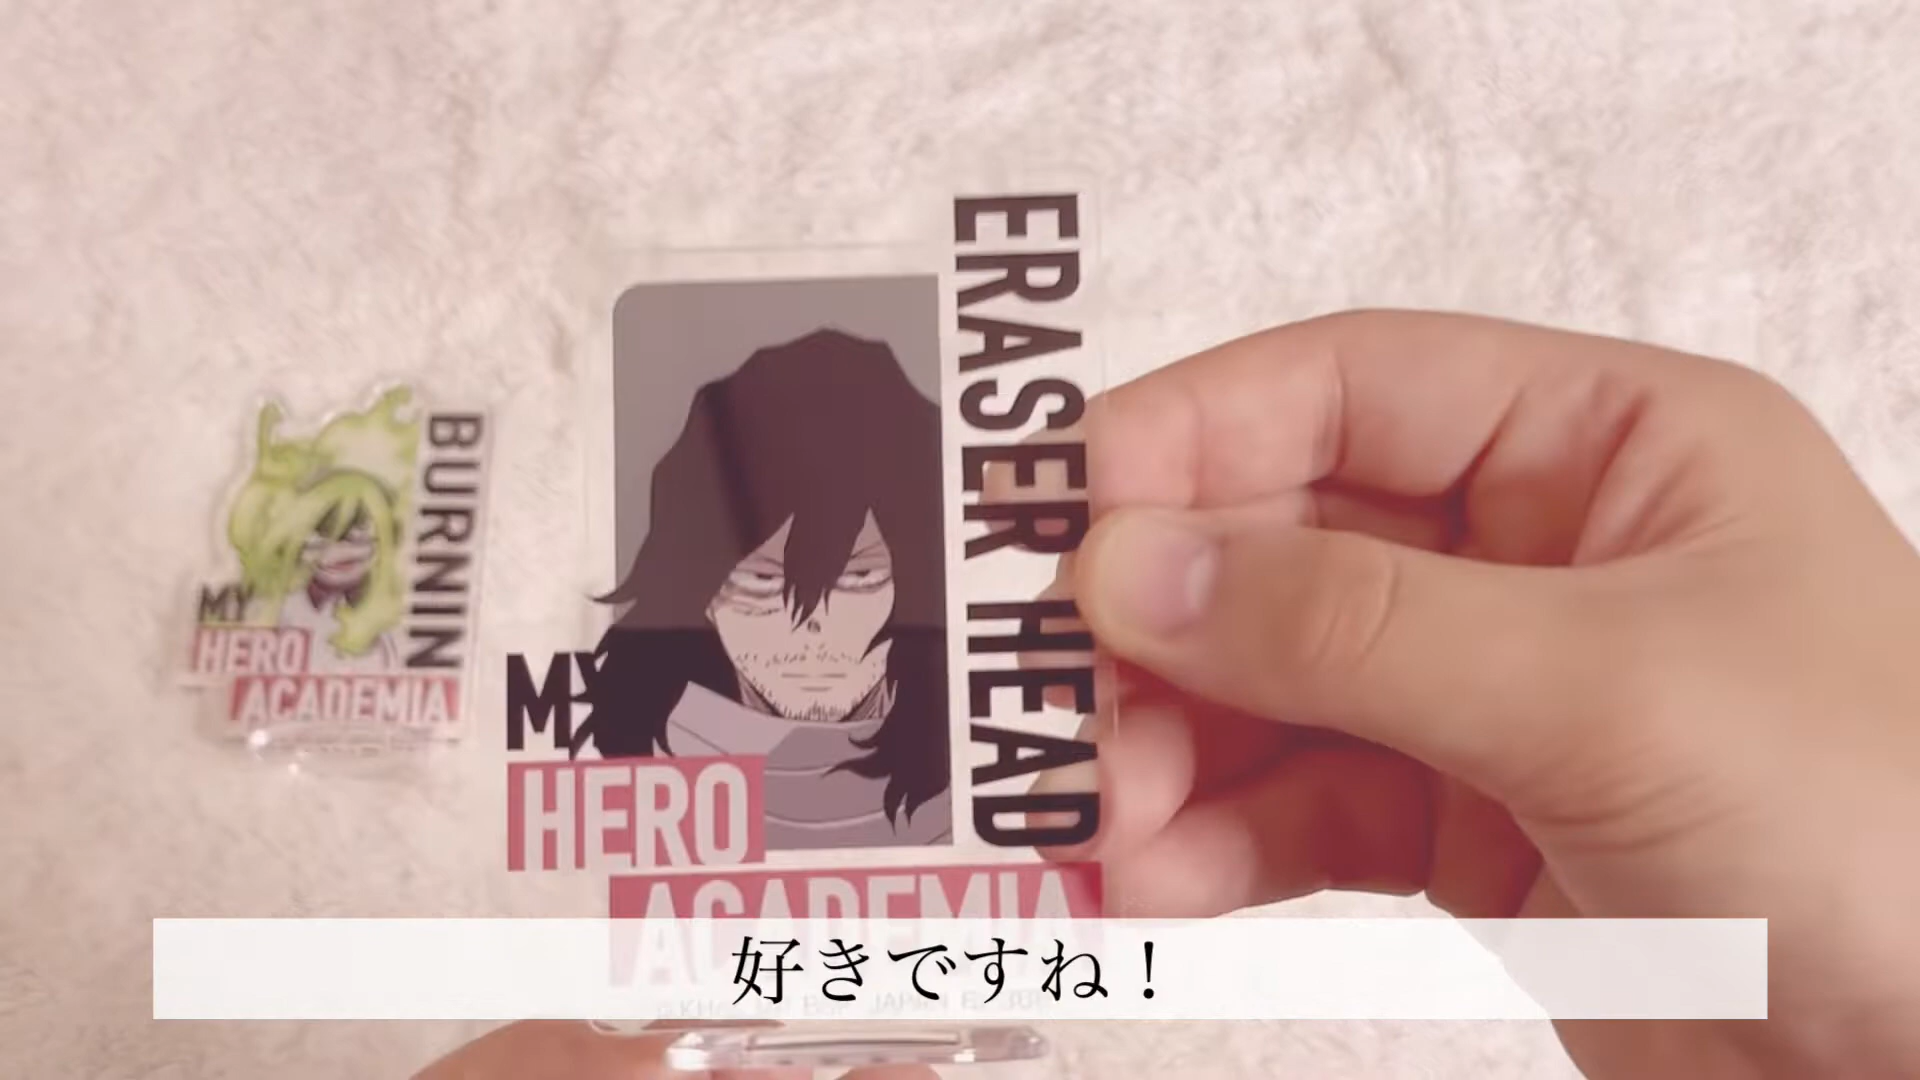 BURNIN
MY
HERO
ACADEMIA
ERASER HEAD
MY
HERO
ACADEMIA
好きですね！